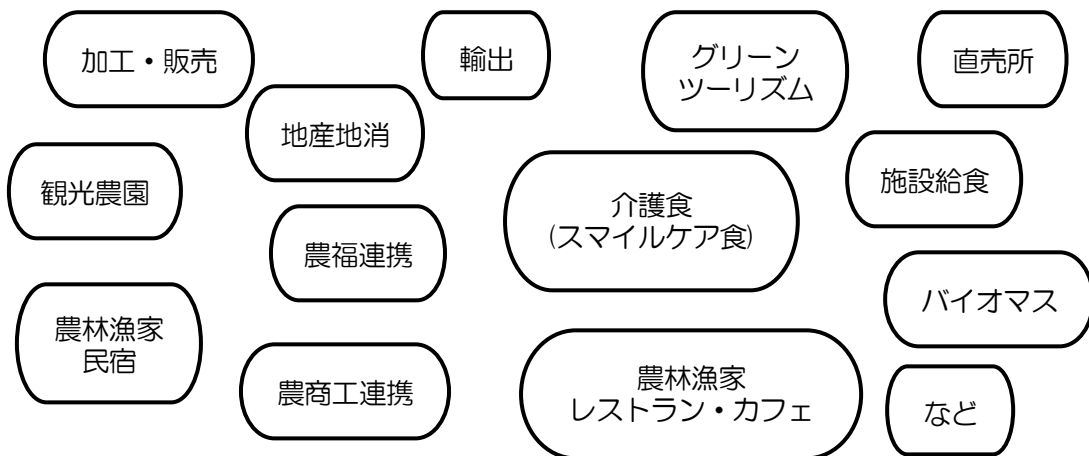 加工・販売
輸出
グリーン
ツーリズム
直売所
地産地消
観光農園
介護食
(スマイルケア食)
施設給食
農福連携
バイオマス
農林漁家
民宿
農商工連携
農林漁家
レストラン・カフェ
など